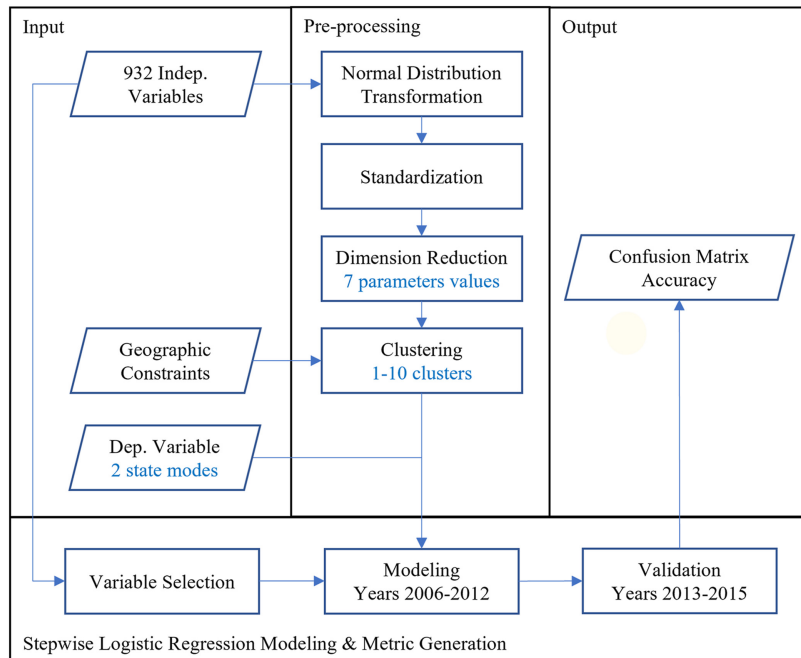 Input
Pre-processing
Output
932 Indep.
Variables
Normal Distribution
Transformation
Standardization
Dimension Reduction
7 parameters values
Confusion Matrix
Accuracy
Geographic
Constraints
Clustering
1-10 clusters
Dep. Variable
2 state modes
Variable Selection
Modeling
Years 2006-2012
Validation
Years 2013-2015
Stepwise Logistic Regression Modeling & Metric Generation